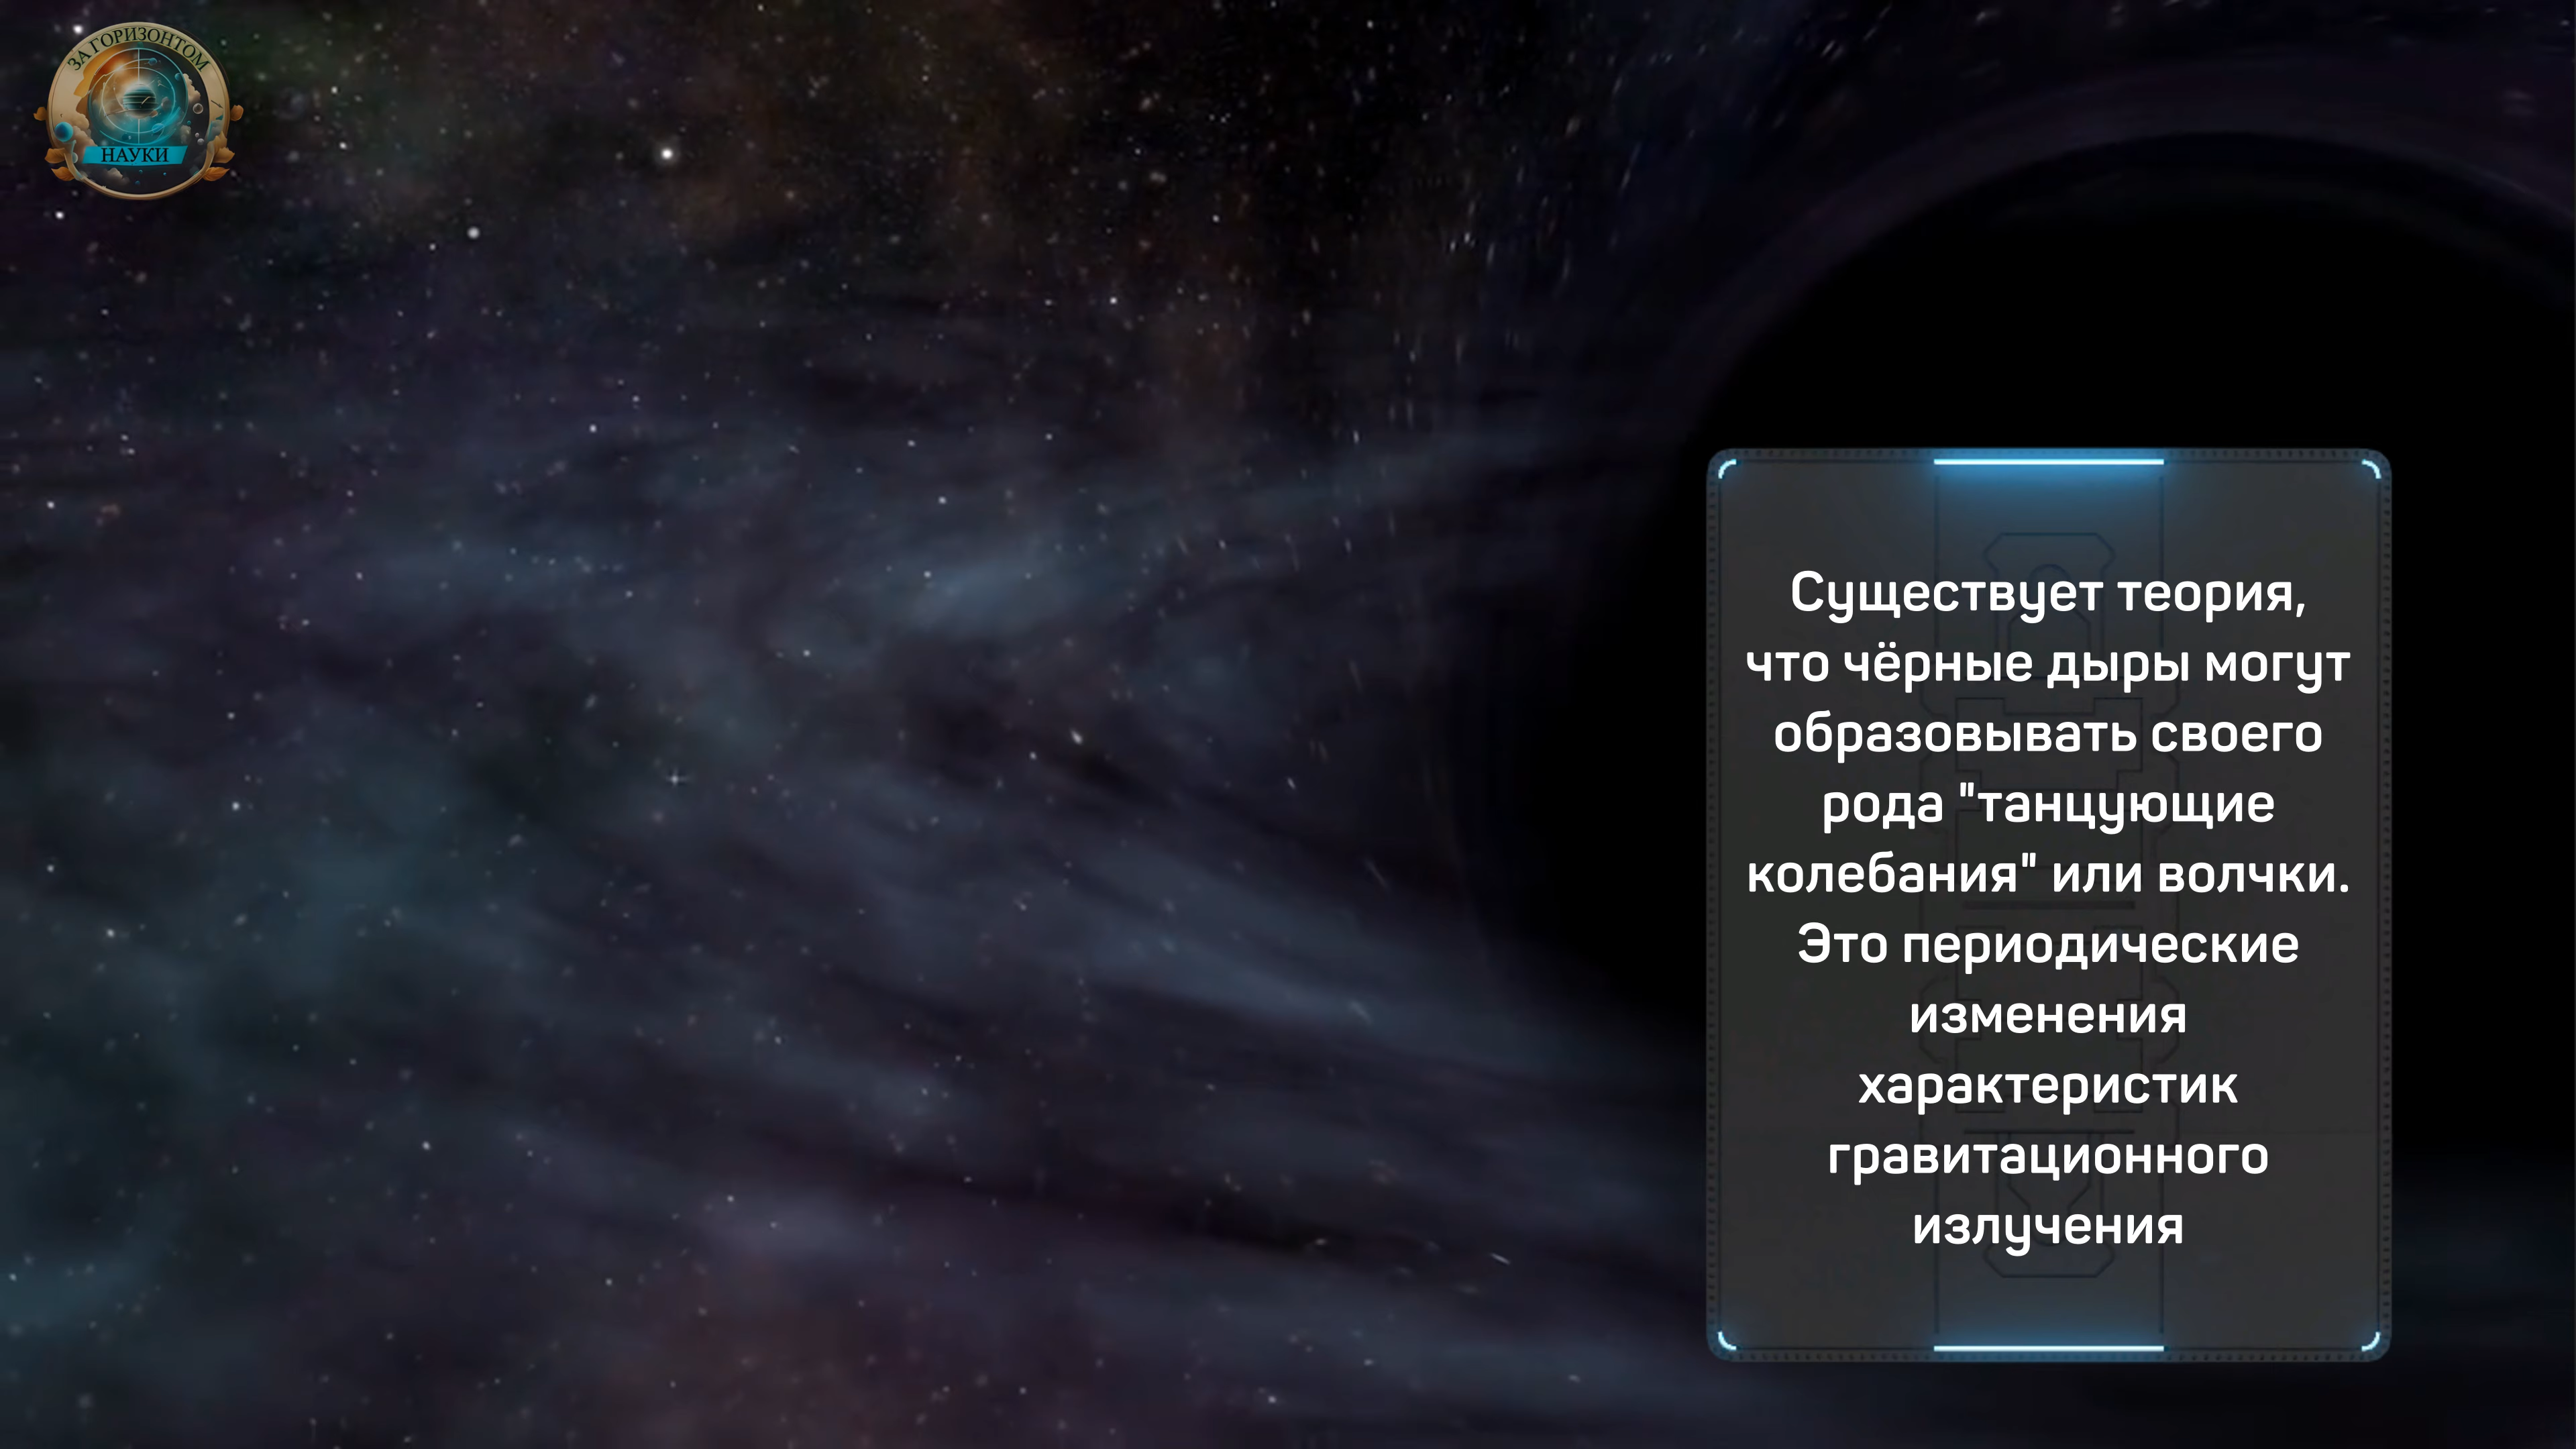 ЗА ГОРИЗОНТОМ
НАУКИ
Существует теория,
что чёрные дыры могут
образовывать своего
рода "танцующие
колебания" или волчки.
Это периодические
изменения
характеристик
гравитационного
излучения